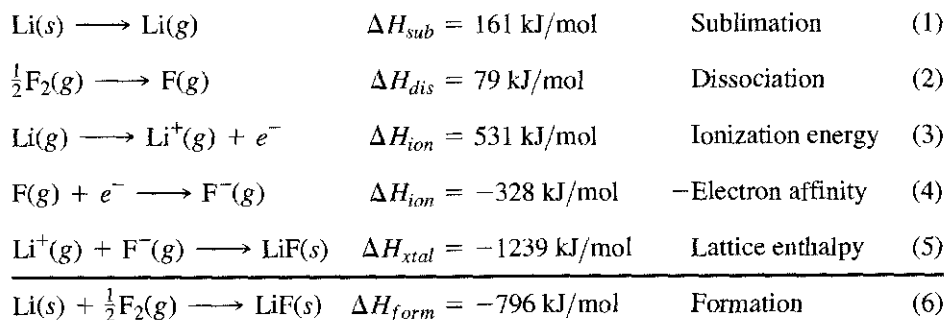 Li(s) ⟶ Li(g) ΔH_sub = 161 kJ/mol Sublimation (1)
½F₂(g) ⟶ F(g) ΔH_dis = 79 kJ/mol Dissociation (2)
Li(g) ⟶ Li⁺(g) + e⁻ ΔH_ion = 531 kJ/mol Ionization energy (3)
F(g) + e⁻ ⟶ F⁻(g) ΔH_ion = −328 kJ/mol −Electron affinity (4)
Li⁺(g) + F⁻(g) ⟶ LiF(s) ΔH_xtal = −1239 kJ/mol Lattice enthalpy (5)
Li(s) + ½F₂(g) ⟶ LiF(s) ΔH_form = −796 kJ/mol Formation (6)